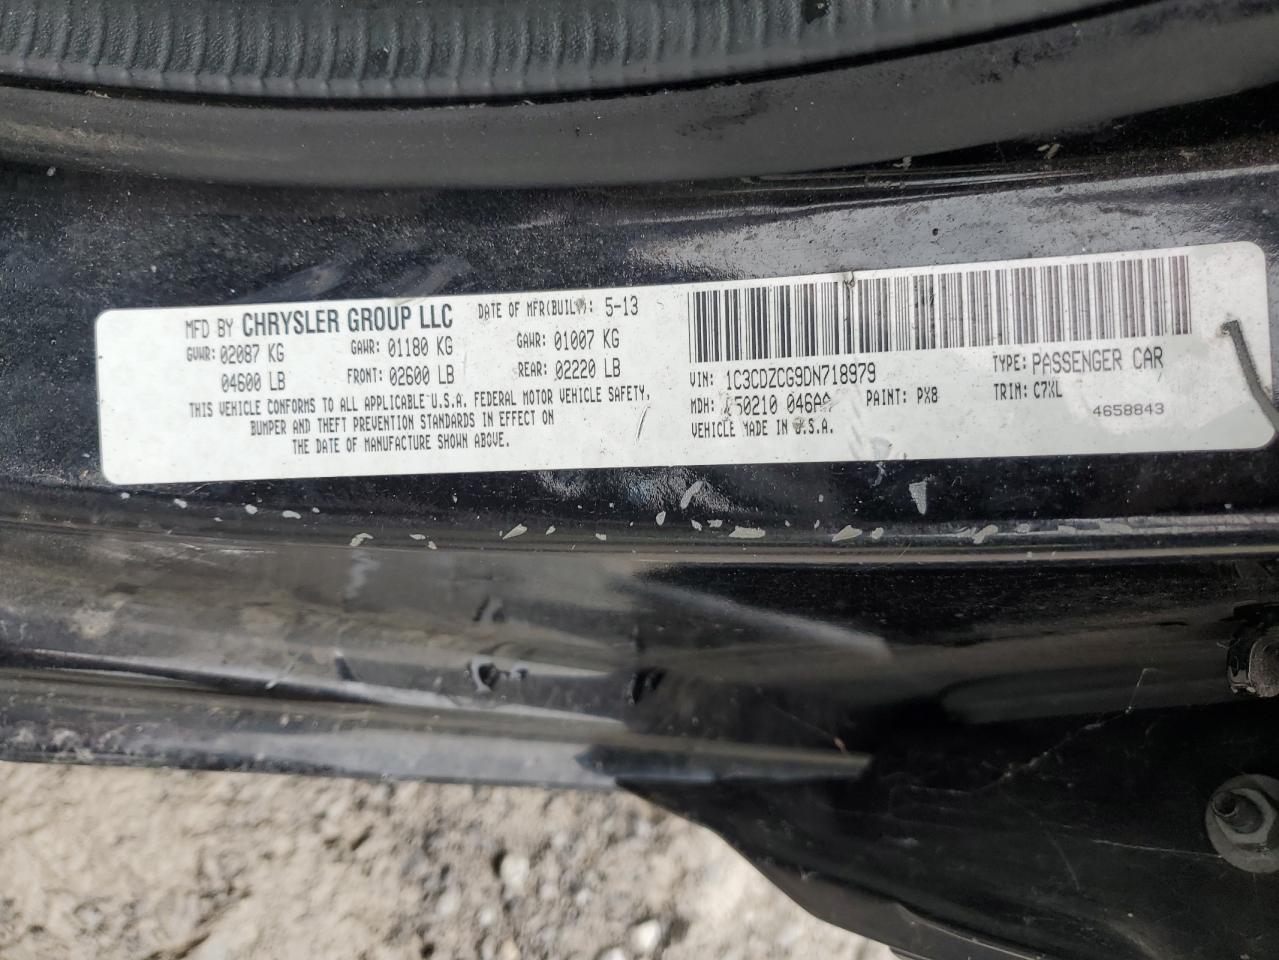 MFD BY CHRYSLER GROUP LLC DATE OF MFR(BUILT): 5-13
GVWR: 02087 KG GAWR: 01180 KG GAWR: 01007 KG
04600 LB FRONT: 02600 LB REAR: 02220 LB
THIS VEHICLE CONFORMS TO ALL APPLICABLE U.S.A. FEDERAL MOTOR VEHICLE SAFETY,
BUMPER AND THEFT PREVENTION STANDARDS IN EFFECT ON
THE DATE OF MANUFACTURE SHOWN ABOVE.
VIN: 1C3CDZCG9DN718979 TYPE: PASSENGER CAR
MDH: PAINT: PX8 TRIM: C7XL
VEHICLE MADE IN U.S.A. 4658843